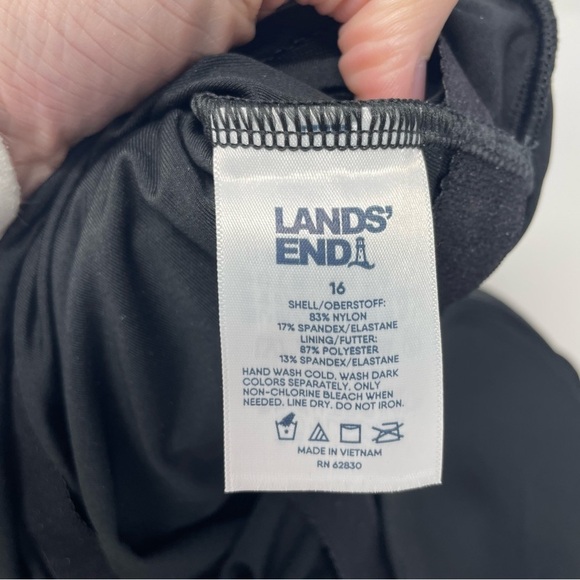 LANDS'
END
16
SHELL/OBERSTOFF:
83% NYLON
17% SPANDEX/ELASTANE
LINING/FUTTER:
87% POLYESTER
13% SPANDEX/ELASTANE
HAND WASH COLD, WASH DARK
COLORS SEPARATELY, ONLY
NON-CHLORINE BLEACH WHEN
NEEDED. LINE DRY. DO NOT IRON.
MADE IN VIETNAM
RN 62830